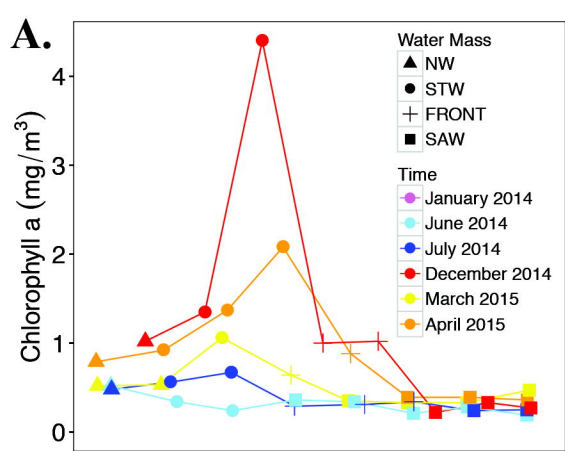 A.
Chlorophyll a (mg/m³)
4
3
2
1
0
Water Mass
NW
STW
FRONT
SAW
Time
January 2014
June 2014
July 2014
December 2014
March 2015
April 2015